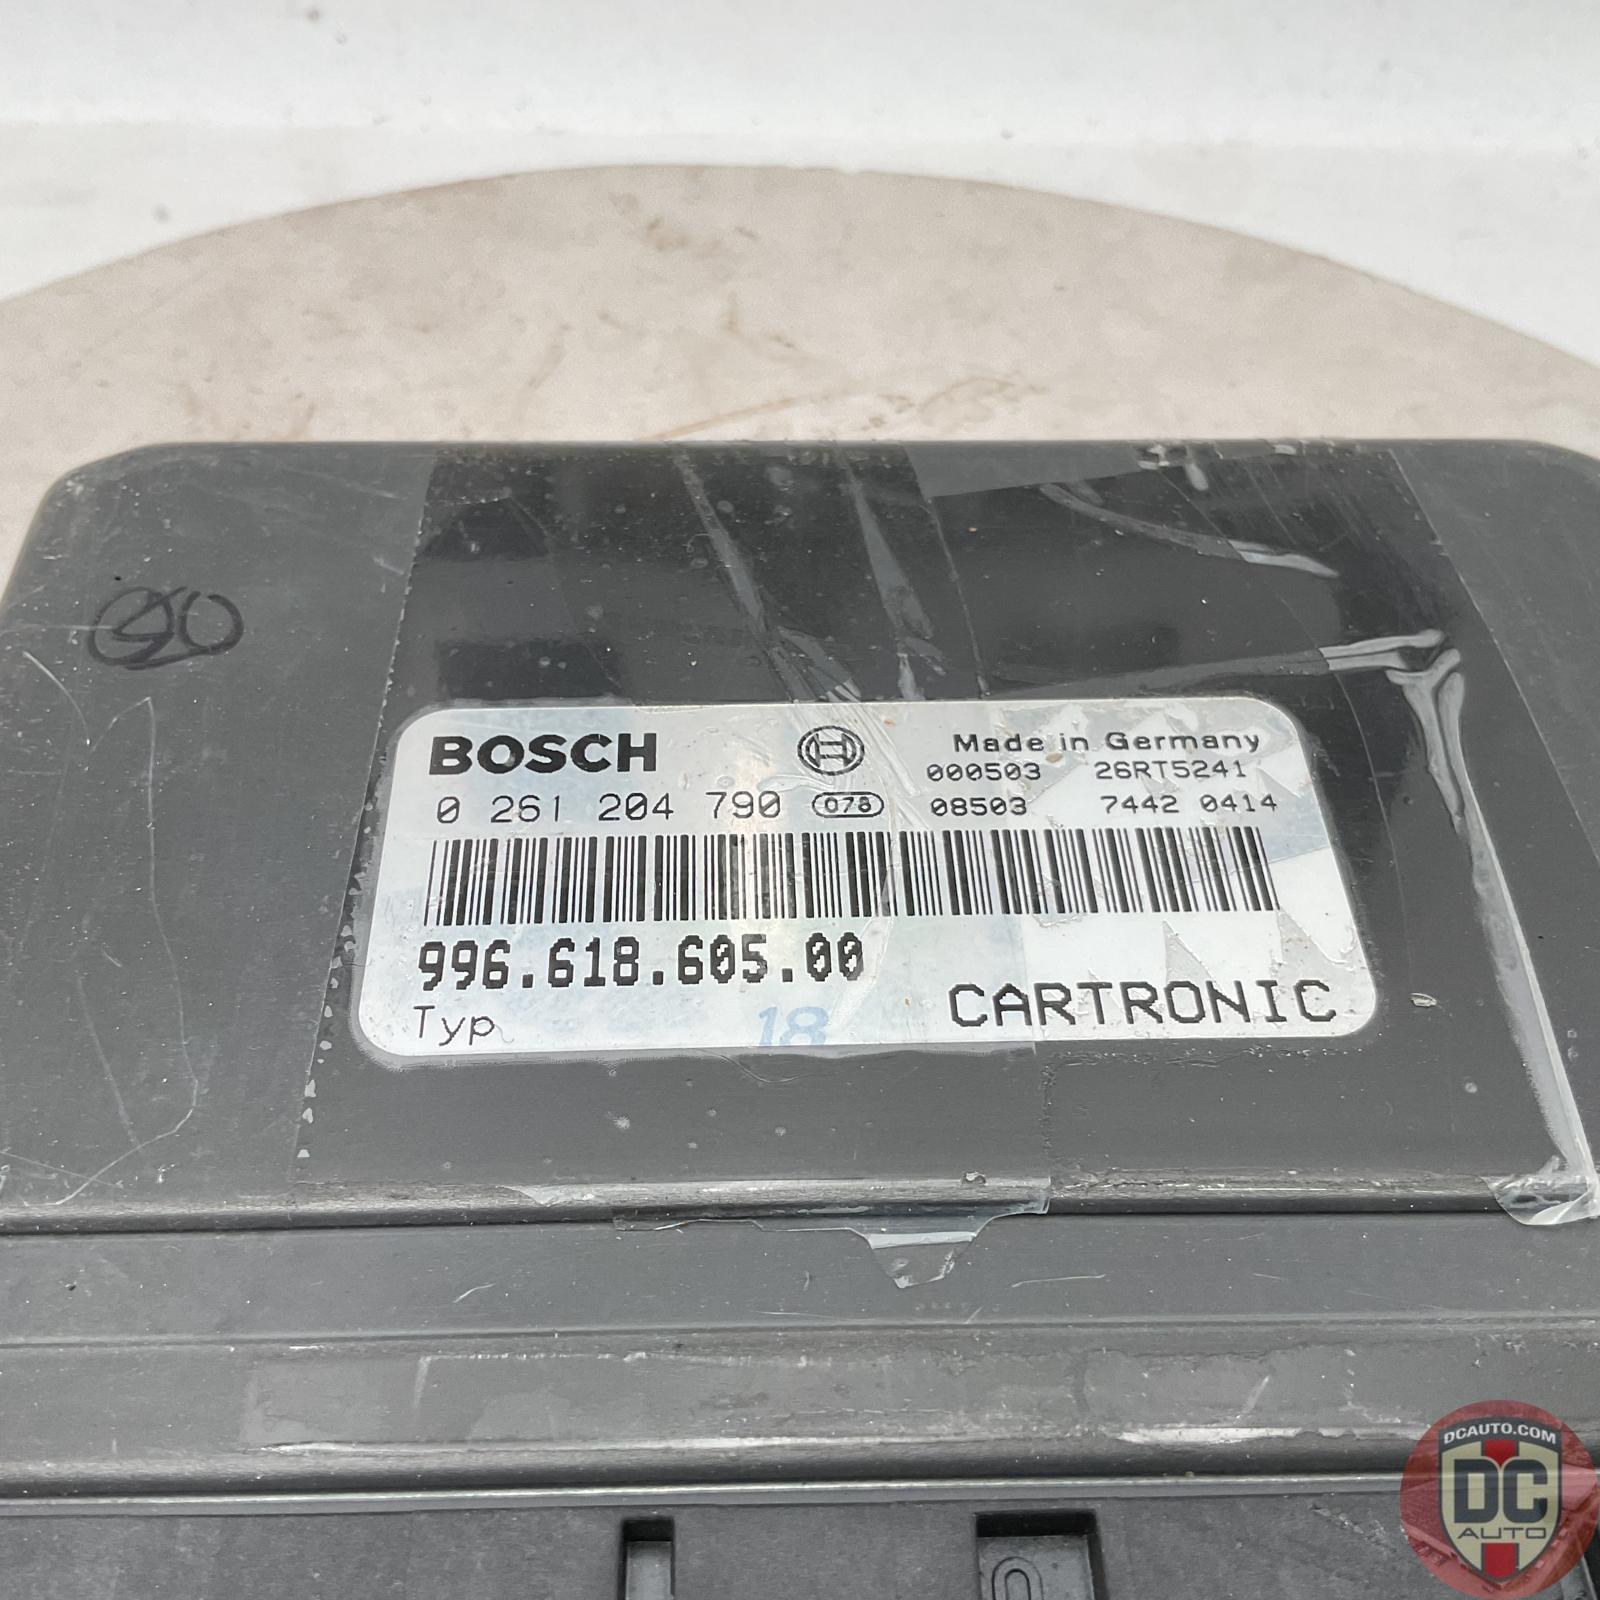 BOSCH
Made in Germany
000503 26RT5241
0 261 204 790 078 08503 7442 0414
996.618.605.00
Typ
18
CARTRONIC
DCAUTO.COM
DC
AUTO